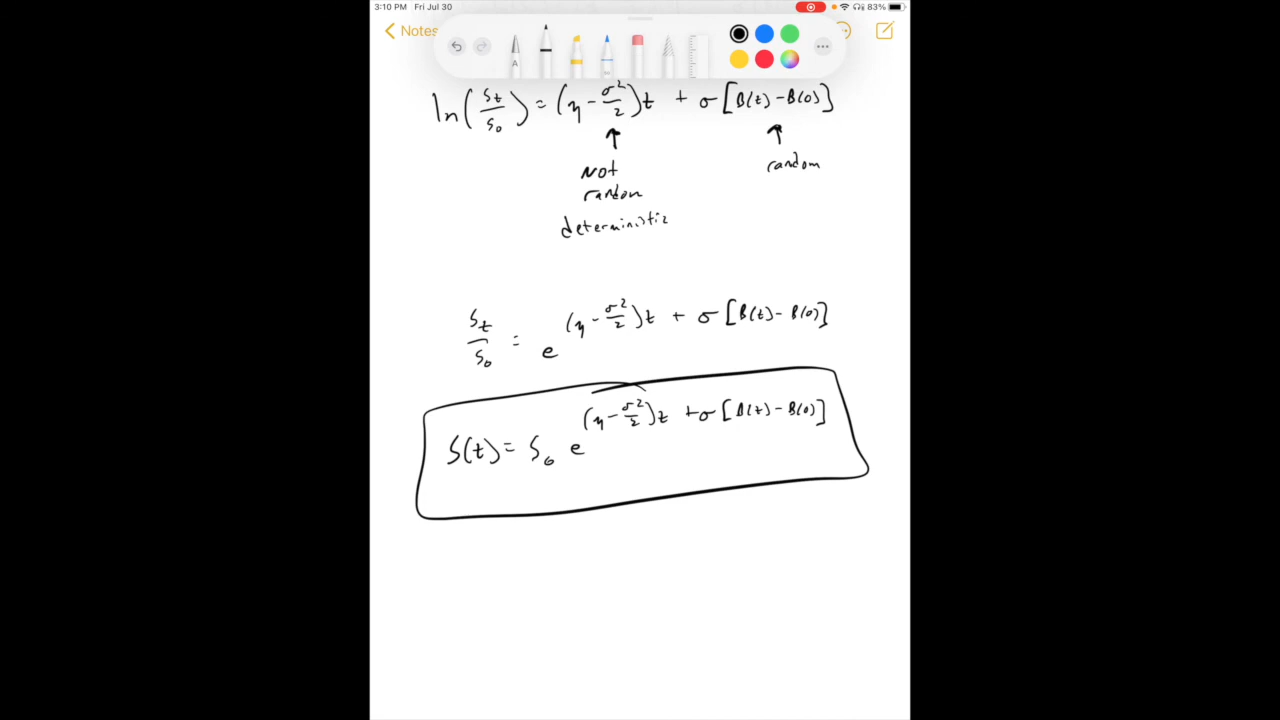 3:10 PM Fri Jul 30 83%
Notes
A
ln(St/S0) = (η - σ²/2)t + σ[B(t) - B(0)]
↑ ↑
Not random
random
deterministic
St/S0 = e^((η - σ²/2)t + σ[B(t) - B(0)])
S(t) = S0 e^((η - σ²/2)t + σ[B(t) - B(0)])